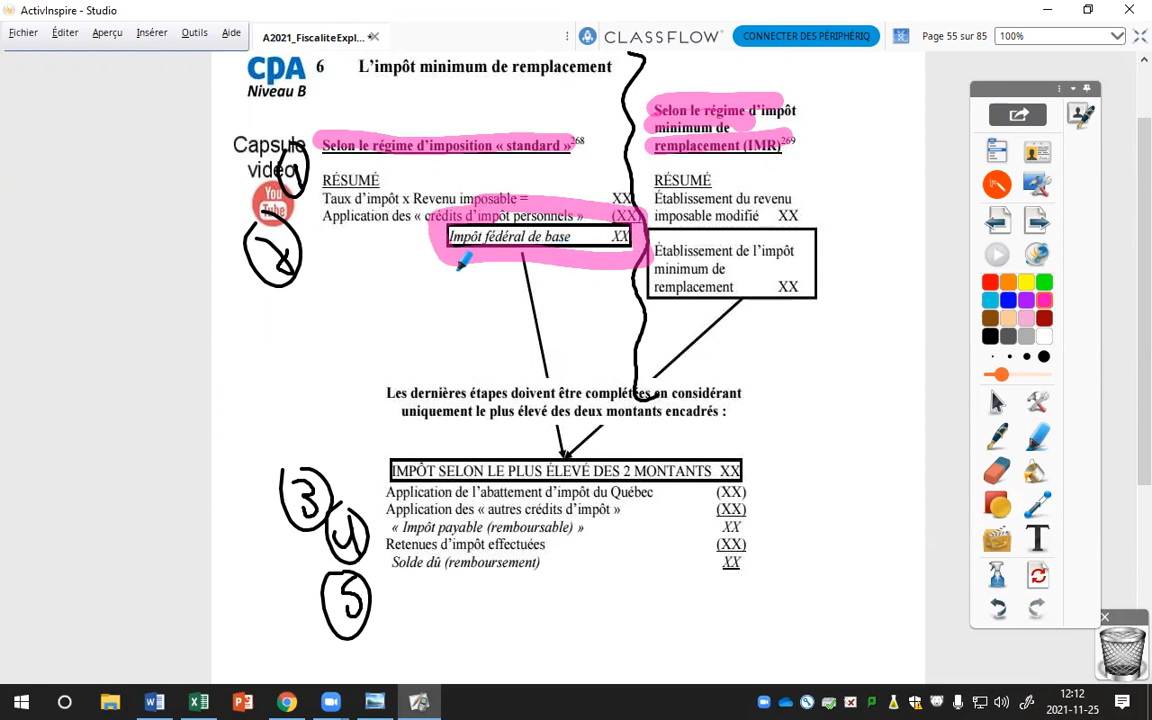 ActivInspire - Studio
Fichier Éditer Aperçu Insérer Outils Aide
A2021_FiscaliteExpl...
CLASSFLOW
CONNECTER DES PÉRIPHÉRIQ
Page 55 sur 85
100%
CPA
Niveau B
6 L'impôt minimum de remplacement
Capsule
vidéo
You
Tube
1
2
Selon le régime d'imposition « standard »268
RÉSUMÉ
Taux d'impôt x Revenu imposable = XX
Application des « crédits d'impôt personnels » (XX)
Impôt fédéral de base XX
Selon le régime d'impôt
minimum de
remplacement (IMR)269
RÉSUMÉ
Établissement du revenu
imposable modifié XX
Établissement de l'impôt
minimum de
remplacement XX
Les dernières étapes doivent être complétées en considérant
uniquement le plus élevé des deux montants encadrés :
IMPÔT SELON LE PLUS ÉLEVÉ DES 2 MONTANTS XX
Application de l'abattement d'impôt du Québec (XX)
Application des « autres crédits d'impôt » (XX)
« Impôt payable (remboursable) » XX
Retenues d'impôt effectuées (XX)
Solde dû (remboursement) XX
3
4
5
12:12
2021-11-25